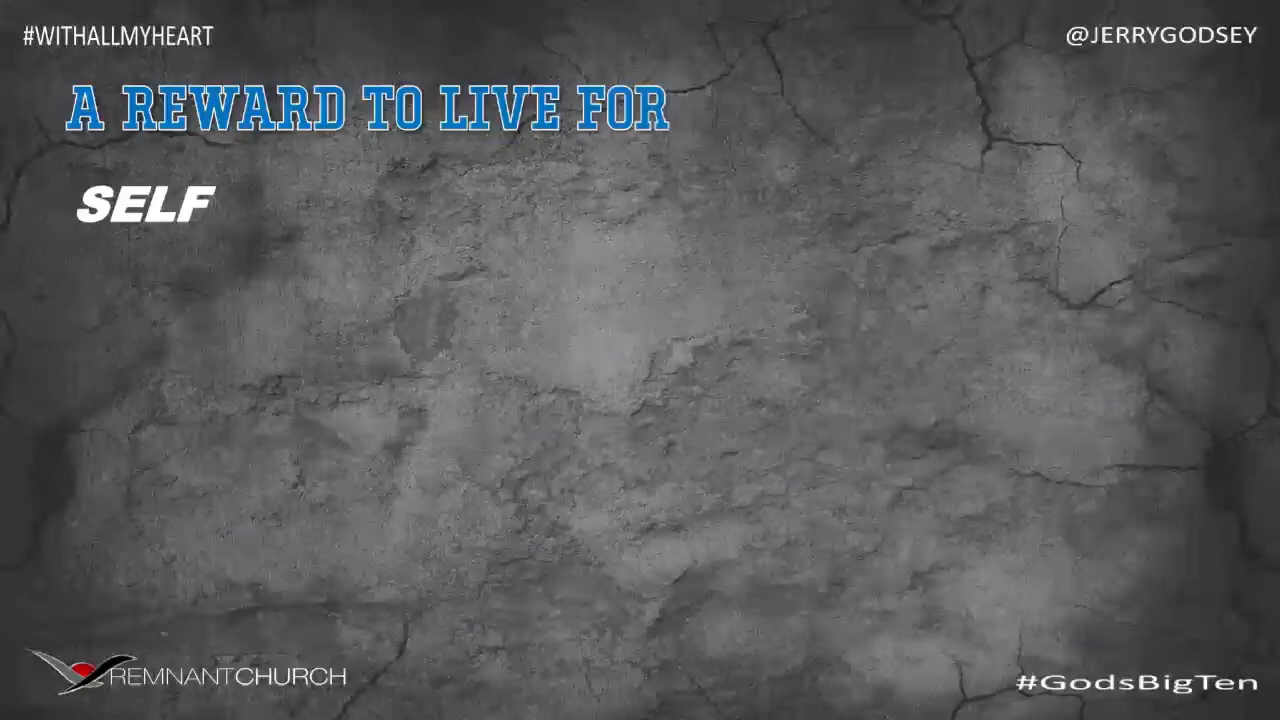 #WITHALLMYHEART
@JERRYGODSEY
A REWARD TO LIVE FOR
SELF
REMNANTCHURCH
#GodsBigTen